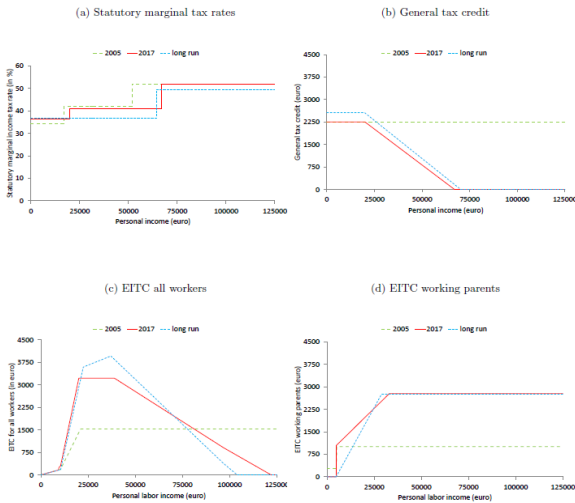 (a) Statutory marginal tax rates
2005 2017 long run
Statutory marginal income tax rate (in %)
60
50
40
30
20
10
0
0 25000 50000 75000 100000 125000
Personal income (euro)
(b) General tax credit
2005 2017 long run
General tax credit (euro)
4500
3750
3000
2250
1500
750
0
0 25000 50000 75000 100000 125000
Personal income (euro)
(c) EITC all workers
2005 2017 long run
EITC for all workers (in euro)
4500
3750
3000
2250
1500
750
0
0 25000 50000 75000 100000 125000
Personal labor income (euro)
(d) EITC working parents
2005 2017 long run
EITC working parents (euro)
4500
3750
3000
2250
1500
750
0
0 25000 50000 75000 100000 125000
Personal labor income (euro)